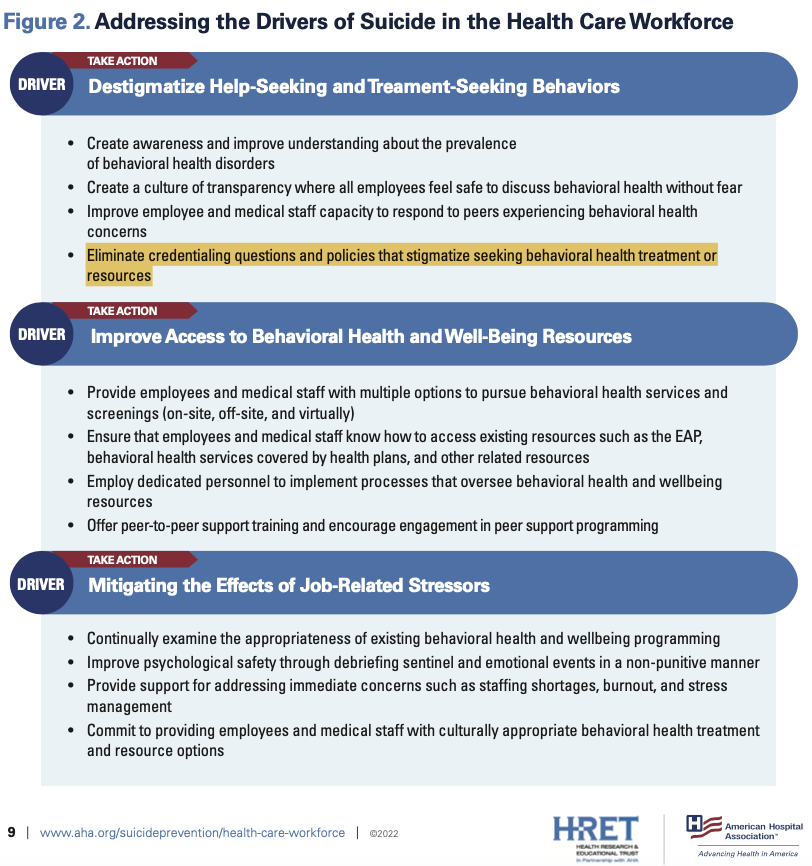 Figure 2. Addressing the Drivers of Suicide in the Health Care Workforce
TAKE ACTION
DRIVER
Destigmatize Help-Seeking and Treament-Seeking Behaviors
• Create awareness and improve understanding about the prevalence
of behavioral health disorders
• Create a culture of transparency where all employees feel safe to discuss behavioral health without fear
• Improve employee and medical staff capacity to respond to peers experiencing behavioral health
concerns
• Eliminate credentialing questions and policies that stigmatize seeking behavioral health treatment or
resources
TAKE ACTION
DRIVER
Improve Access to Behavioral Health and Well-Being Resources
• Provide employees and medical staff with multiple options to pursue behavioral health services and
screenings (on-site, off-site, and virtually)
• Ensure that employees and medical staff know how to access existing resources such as the EAP,
behavioral health services covered by health plans, and other related resources
• Employ dedicated personnel to implement processes that oversee behavioral health and wellbeing
resources
• Offer peer-to-peer support training and encourage engagement in peer support programming
TAKE ACTION
DRIVER
Mitigating the Effects of Job-Related Stressors
• Continually examine the appropriateness of existing behavioral health and wellbeing programming
• Improve psychological safety through debriefing sentinel and emotional events in a non-punitive manner
• Provide support for addressing immediate concerns such as staffing shortages, burnout, and stress
management
• Commit to providing employees and medical staff with culturally appropriate behavioral health treatment
and resource options
9 | www.aha.org/suicideprevention/health-care-workforce | ©2022
HRET
HEALTH RESEARCH &
EDUCATIONAL TRUST
In Partnership with AHA
H
American Hospital
Association™
Advancing Health in America